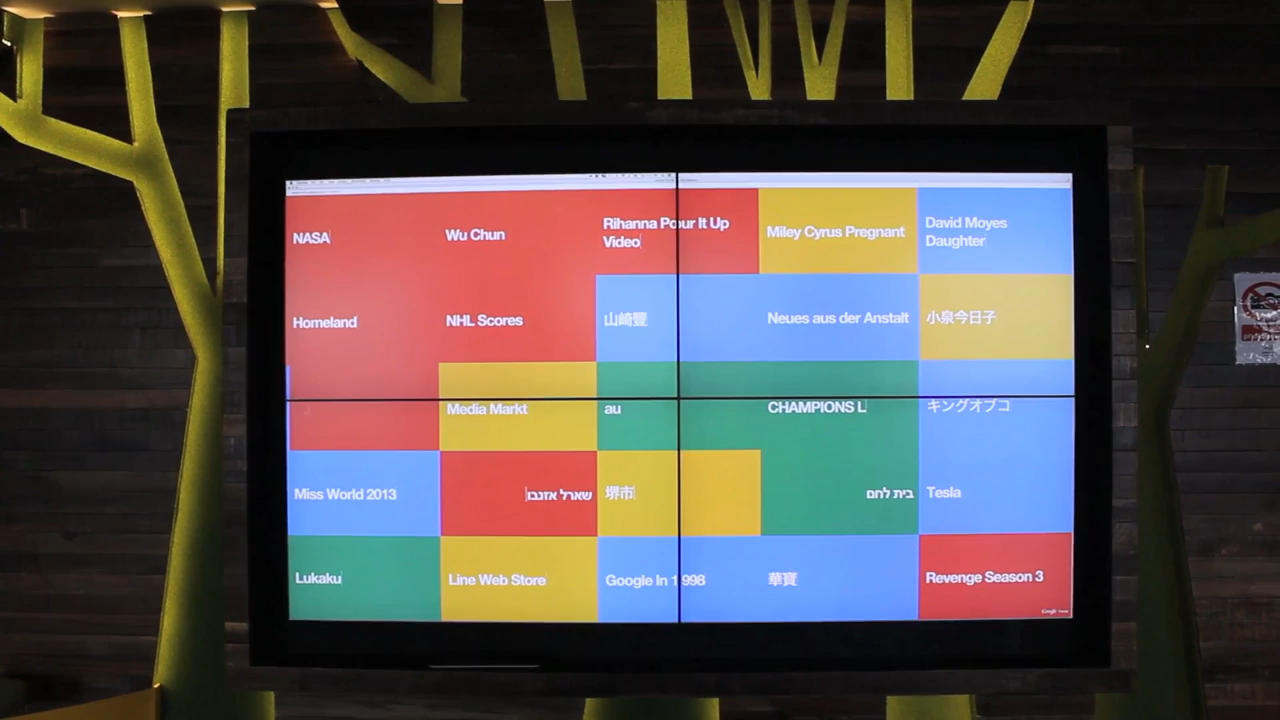 NASA
Wu Chun
Rihanna Pour It Up
Video
Miley Cyrus Pregnant
David Moyes
Daughter
Homeland
NHL Scores
山崎豐
Neues aus der Anstalt
小泉今日子
Media Markt
au
CHAMPIONS L
キングオブコ
Miss World 2013
שארל אזנבו
堺市
בית לחם
Tesla
Lukaku
Line Web Store
Google In 1998
華寶
Revenge Season 3
Google